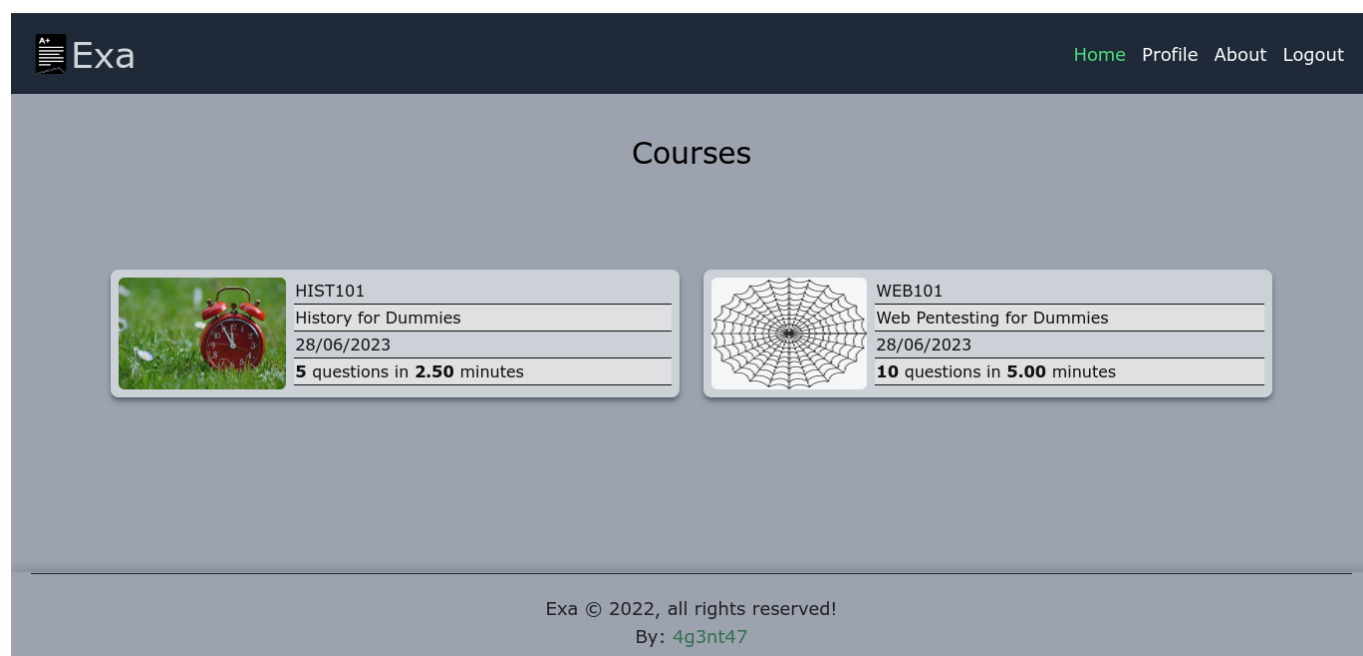 A+
Exa
Home Profile About Logout
Courses
HIST101
History for Dummies
28/06/2023
5 questions in 2.50 minutes
WEB101
Web Pentesting for Dummies
28/06/2023
10 questions in 5.00 minutes
Exa © 2022, all rights reserved!
By: 4g3nt47